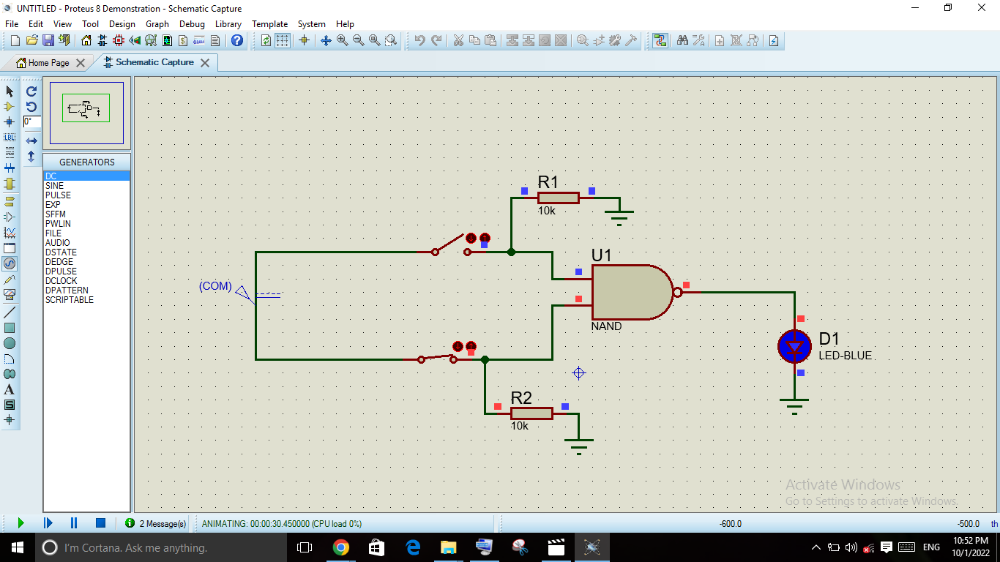 UNTITLED - Proteus 8 Demonstration - Schematic Capture
File Edit View Tool Design Graph Debug Library Template System Help
Home Page Schematic Capture
0°
LBL
A
S
GENERATORS
DC
SINE
PULSE
EXP
SFFM
PWLIN
FILE
AUDIO
DSTATE
DEDGE
DPULSE
DCLOCK
DPATTERN
SCRIPTABLE
R1
10k
U1
(COM)
NAND
D1
LED-BLUE
R2
10k
Activate Windows
Go to Settings to activate Windows.
2 Message(s) ANIMATING: 00:00:30.450000 (CPU load 0%) -600.0 -500.0 th
I'm Cortana. Ask me anything. ENG 10:52 PM
10/1/2022